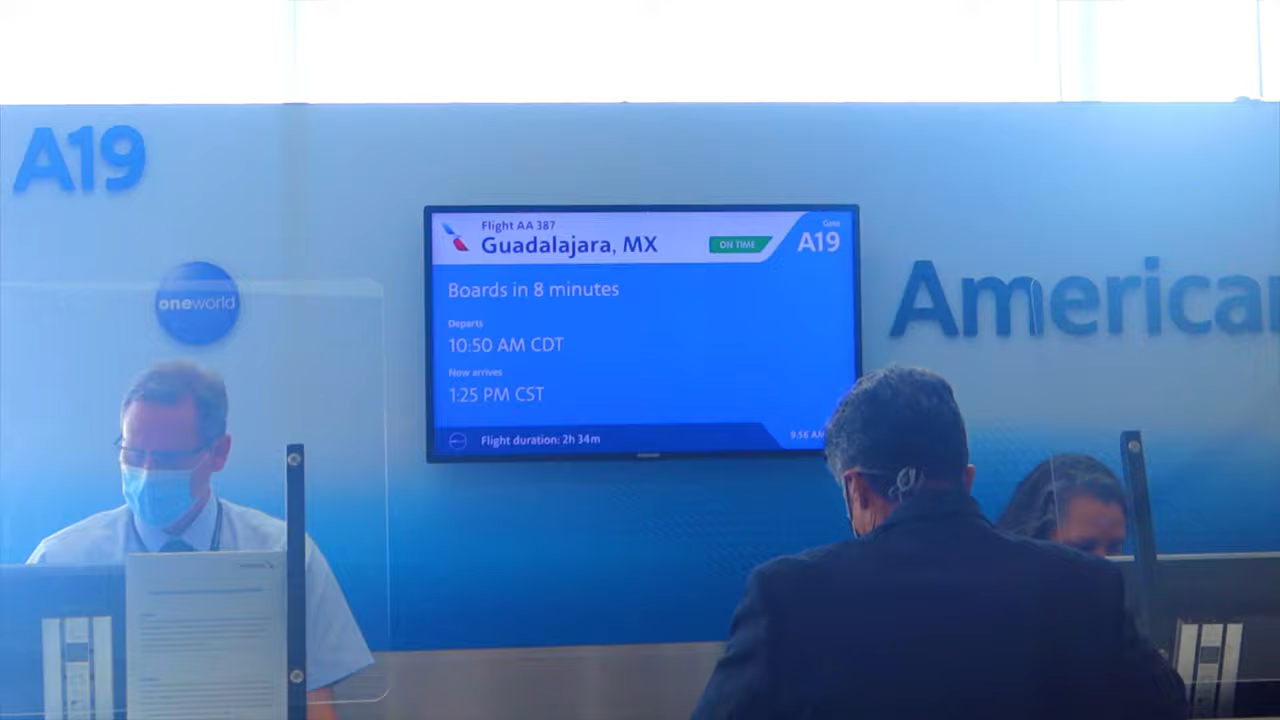 A19
oneworld
Flight AA 387
Guadalajara, MX
ON TIME
Gate
A19
Boards in 8 minutes
Departs
10:50 AM CDT
Now arrives
1:25 PM CST
Flight duration: 2h 34m
9:56 AM
American